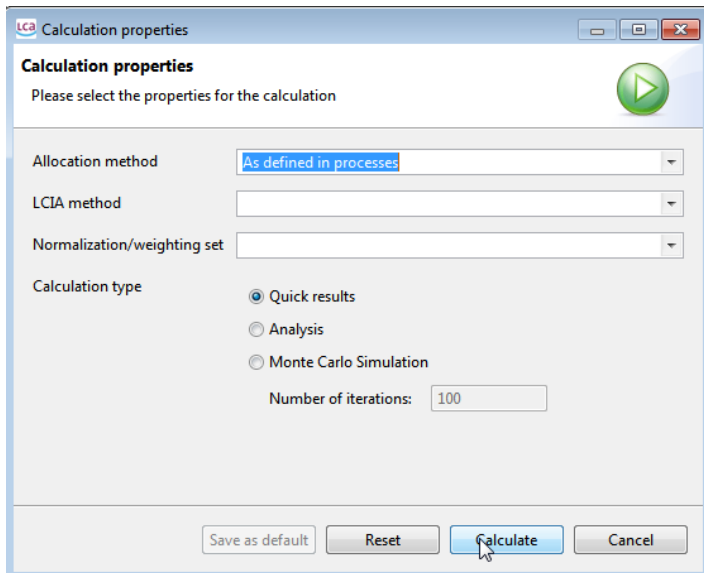 LCA Calculation properties
Calculation properties
Please select the properties for the calculation
Allocation method As defined in processes
LCIA method
Normalization/weighting set
Calculation type
Quick results
Analysis
Monte Carlo Simulation
Number of iterations: 100
Save as default Reset Calculate Cancel